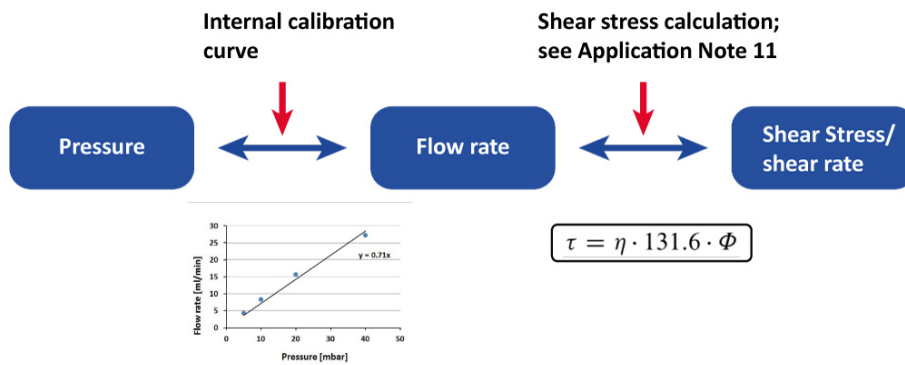 Internal calibration
curve
Shear stress calculation;
see Application Note 11
Pressure
Flow rate
Shear Stress/
shear rate
Flow rate [ml/min]
30
25
20
15
10
5
0
y = 0.71x
0 10 20 30 40 50
Pressure [mbar]
τ = η · 131.6 · Φ